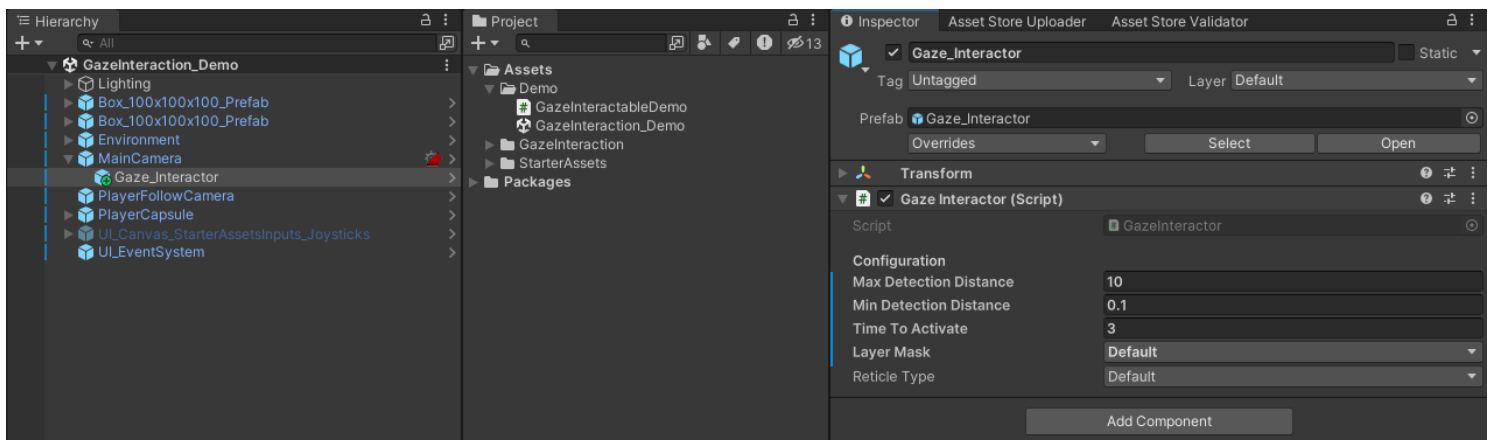 Hierarchy
All
GazeInteraction_Demo
Lighting
Box_100x100x100_Prefab
Box_100x100x100_Prefab
Environment
MainCamera
Gaze_Interactor
PlayerFollowCamera
PlayerCapsule
UI_Canvas_StarterAssetsInputs_Joysticks
UI_EventSystem
Project
13
Assets
Demo
GazeInteractableDemo
GazeInteraction_Demo
GazeInteraction
StarterAssets
Packages
Inspector Asset Store Uploader Asset Store Validator
Gaze_Interactor Static
Tag Untagged Layer Default
Prefab Gaze_Interactor
Overrides Select Open
Transform
# Gaze Interactor (Script)
Script GazeInteractor
Configuration
Max Detection Distance 10
Min Detection Distance 0.1
Time To Activate 3
Layer Mask Default
Reticle Type Default
Add Component